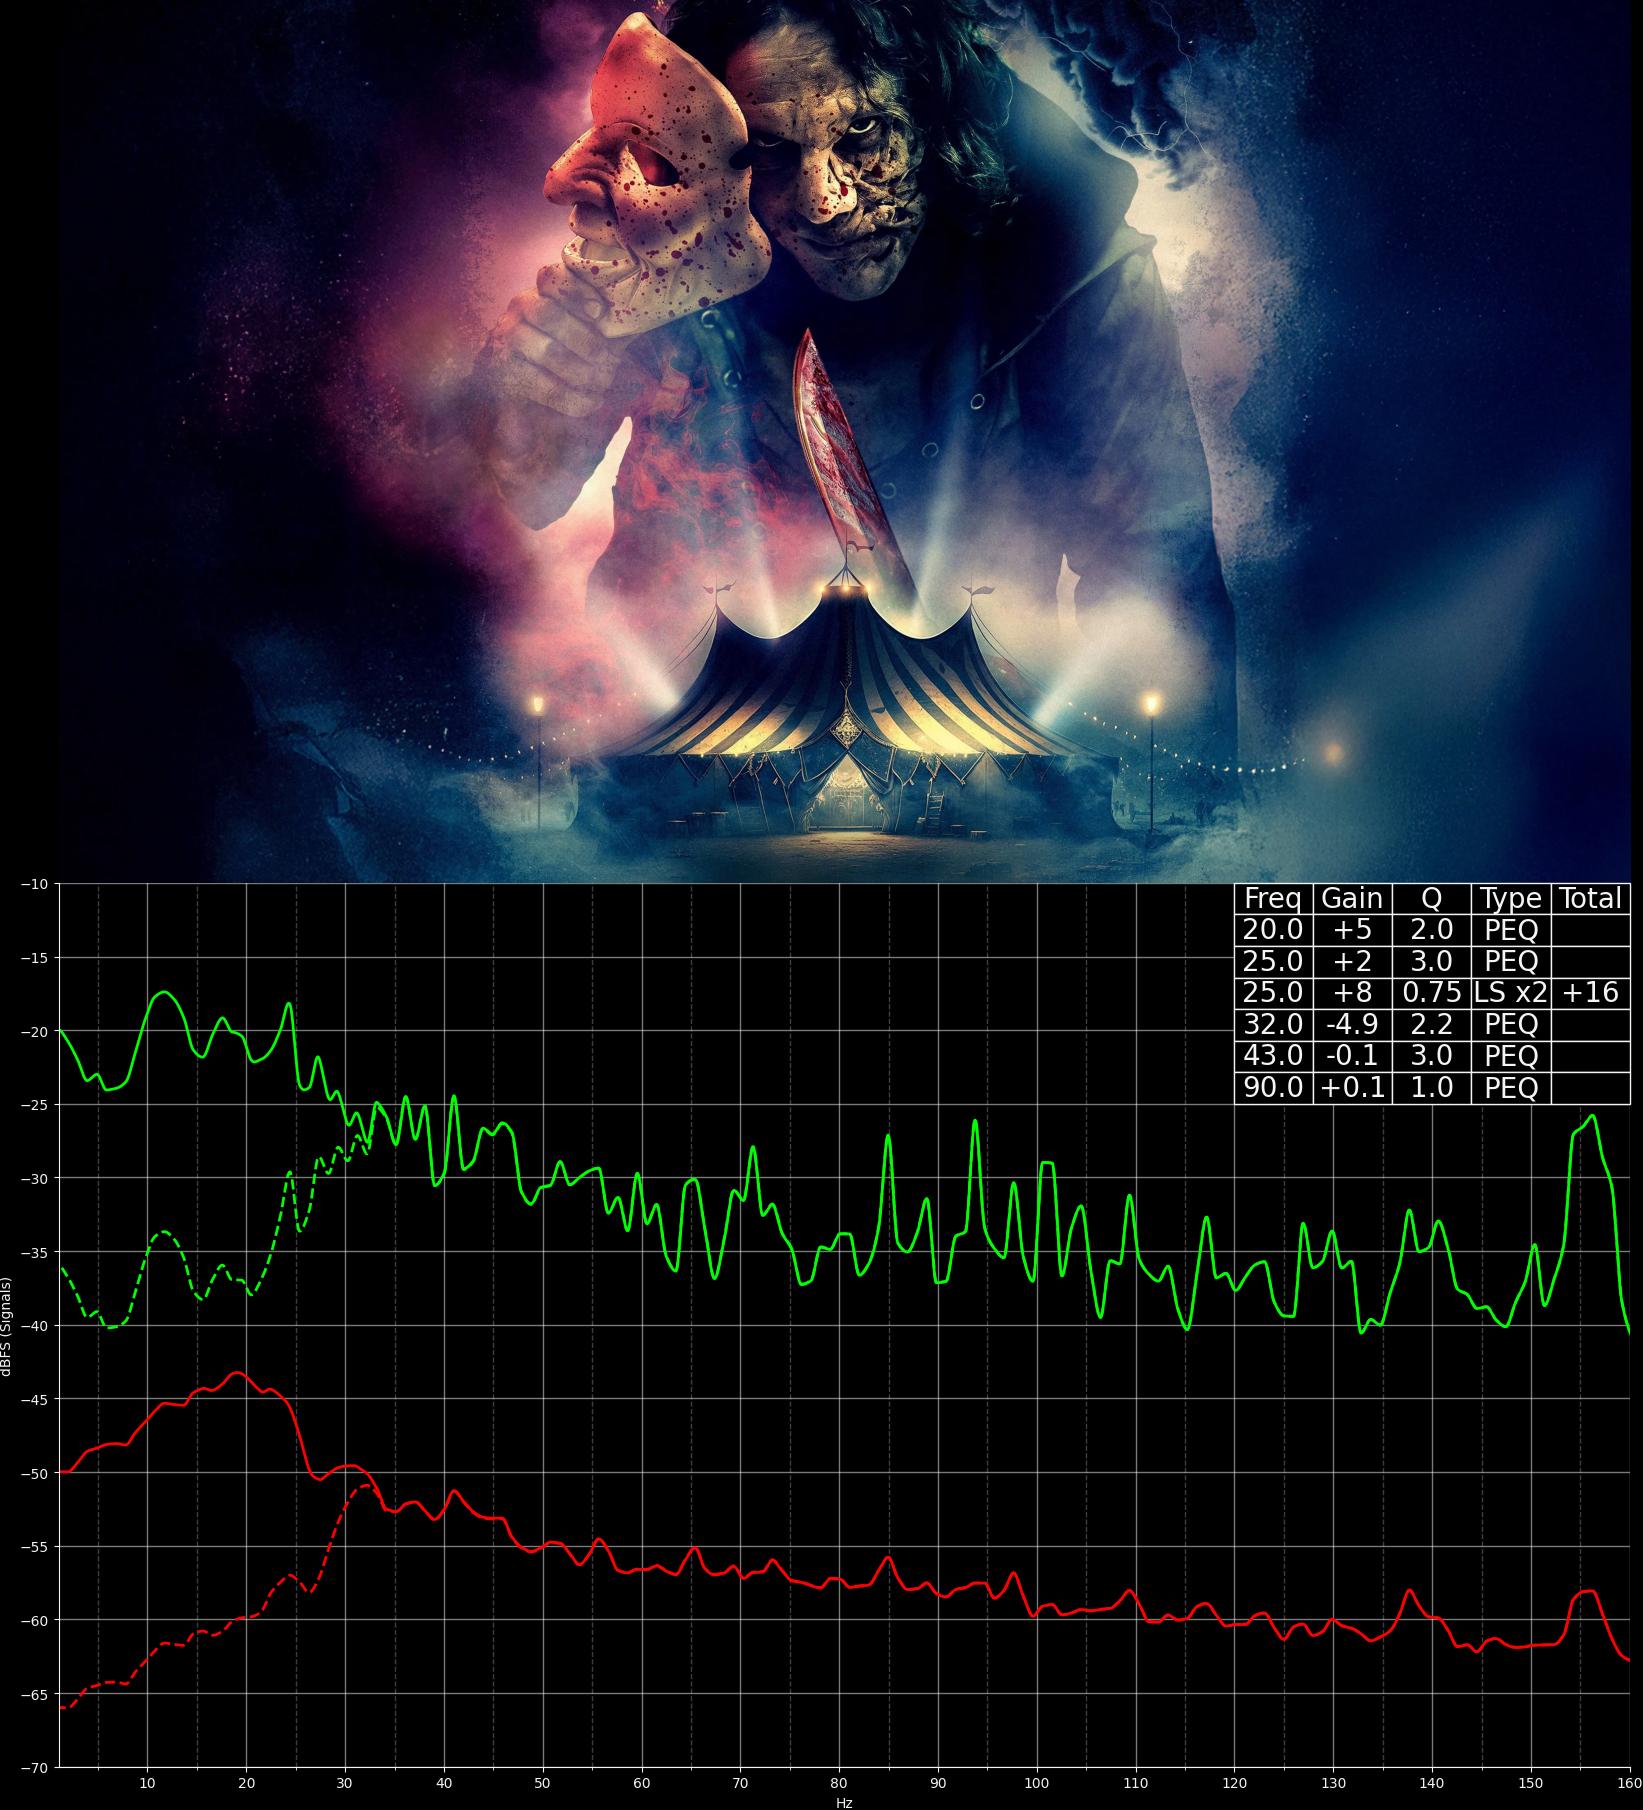 Freq Gain Q Type Total
20.0 +5 2.0 PEQ
25.0 +2 3.0 PEQ
25.0 +8 0.75 LS x2 +16
32.0 -4.9 2.2 PEQ
43.0 -0.1 3.0 PEQ
90.0 +0.1 1.0 PEQ
−10
−15
−20
−25
−30
−35
−40
−45
−50
−55
−60
−65
−70
dBFS (Signals)
10 20 30 40 50 60 70 80 90 100 110 120 130 140 150 160
Hz